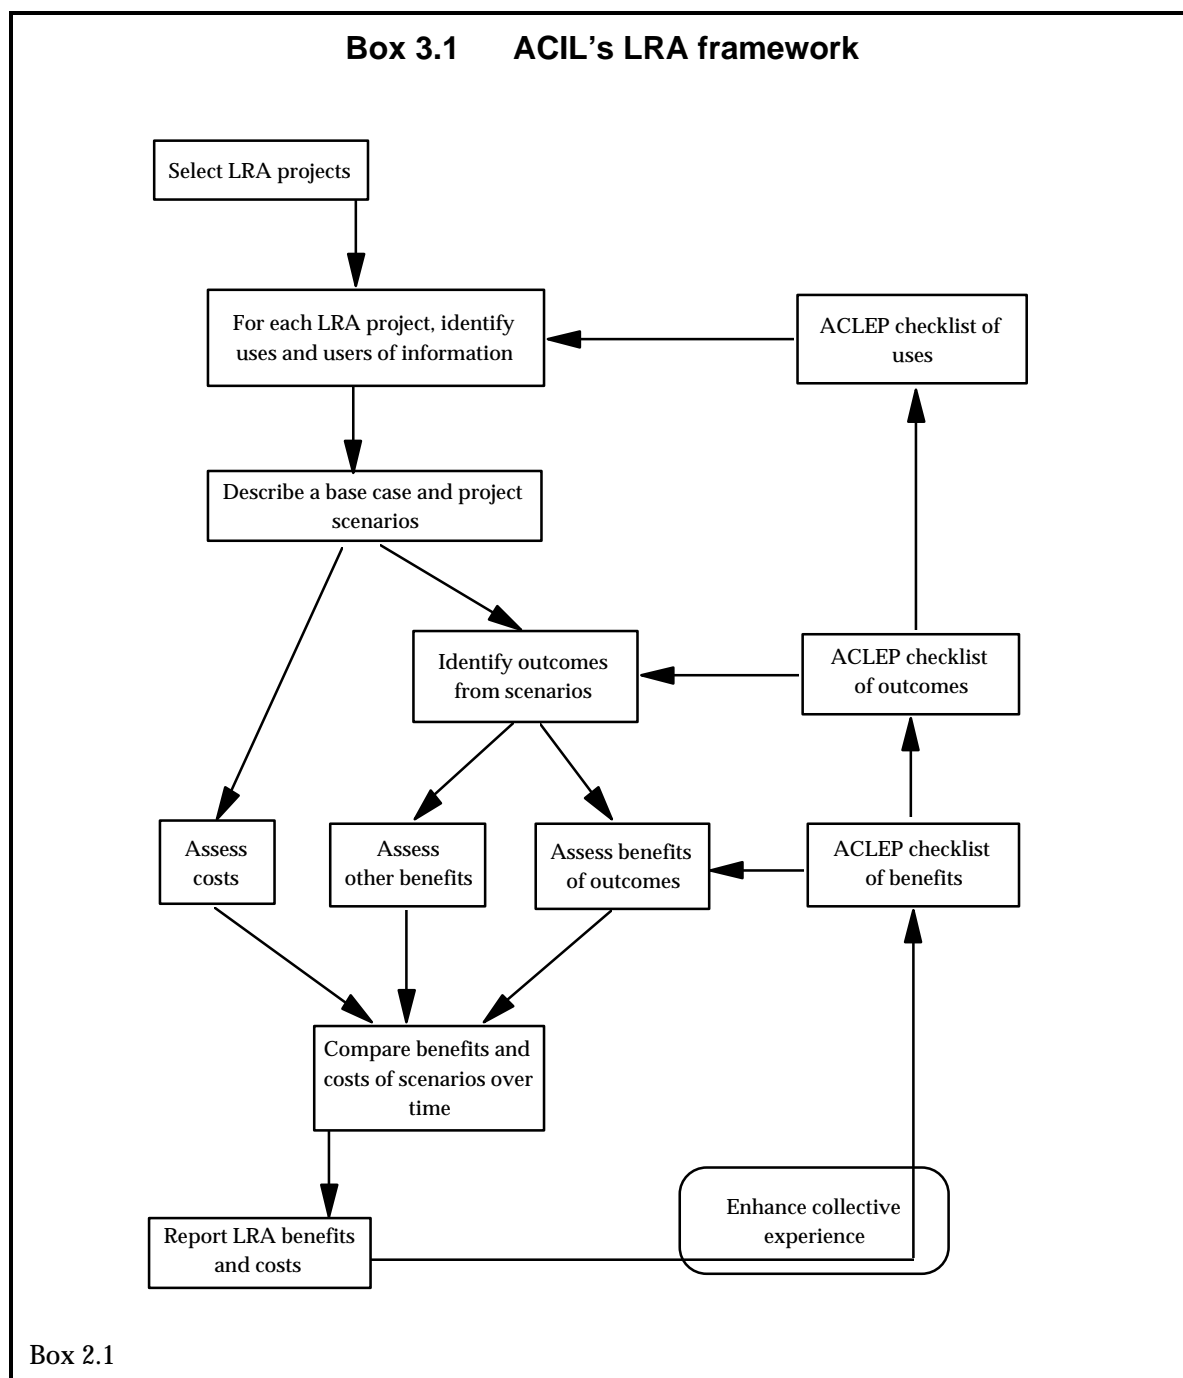 Box 3.1 ACIL's LRA framework
Select LRA projects
For each LRA project, identify
uses and users of information
ACLEP checklist of
uses
Describe a base case and project
scenarios
Identify outcomes
from scenarios
ACLEP checklist
of outcomes
Assess
costs
Assess
other benefits
Assess benefits
of outcomes
ACLEP checklist
of benefits
Compare benefits and
costs of scenarios over
time
Enhance collective
experience
Report LRA benefits
and costs
Box 2.1